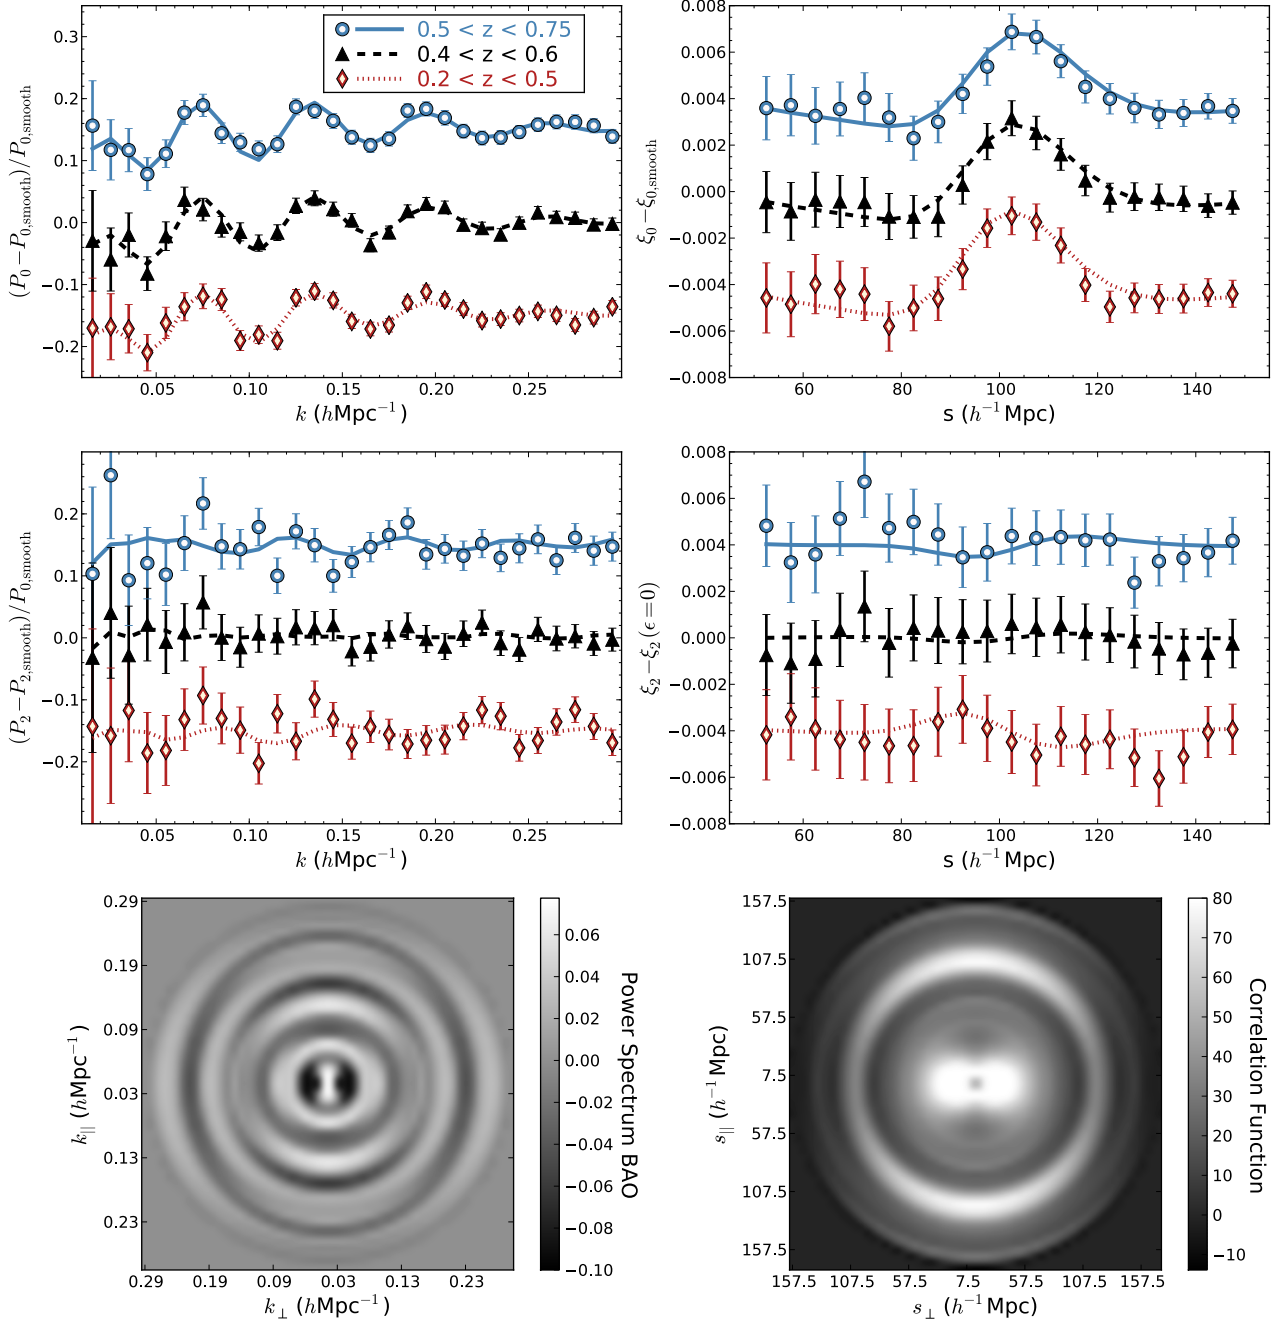 0.5 < z < 0.75
0.4 < z < 0.6
0.2 < z < 0.5
(P₀−P₀,smooth)/P₀,smooth
0.3
0.2
0.1
0.0
−0.1
−0.2
0.05 0.10 0.15 0.20 0.25
k (hMpc⁻¹)
ξ₀−ξ₀,smooth
0.008
0.006
0.004
0.002
0.000
−0.002
−0.004
−0.006
−0.008
60 80 100 120 140
s (h⁻¹Mpc)
(P₂−P₂,smooth)/P₀,smooth
0.2
0.1
0.0
−0.1
−0.2
0.05 0.10 0.15 0.20 0.25
k (hMpc⁻¹)
ξ₂−ξ₂(ϵ=0)
0.008
0.006
0.004
0.002
0.000
−0.002
−0.004
−0.006
−0.008
60 80 100 120 140
s (h⁻¹Mpc)
k∥ (hMpc⁻¹)
0.29
0.19
0.09
0.03
0.13
0.23
0.29 0.19 0.09 0.03 0.13 0.23
k⊥ (hMpc⁻¹)
0.06
0.04
0.02
0.00
−0.02
−0.04
−0.06
−0.08
−0.10
Power Spectrum BAO
s∥ (h⁻¹Mpc)
157.5
107.5
57.5
7.5
57.5
107.5
157.5
157.5 107.5 57.5 7.5 57.5 107.5 157.5
s⊥ (h⁻¹Mpc)
80
70
60
50
40
30
20
10
0
−10
Correlation Function